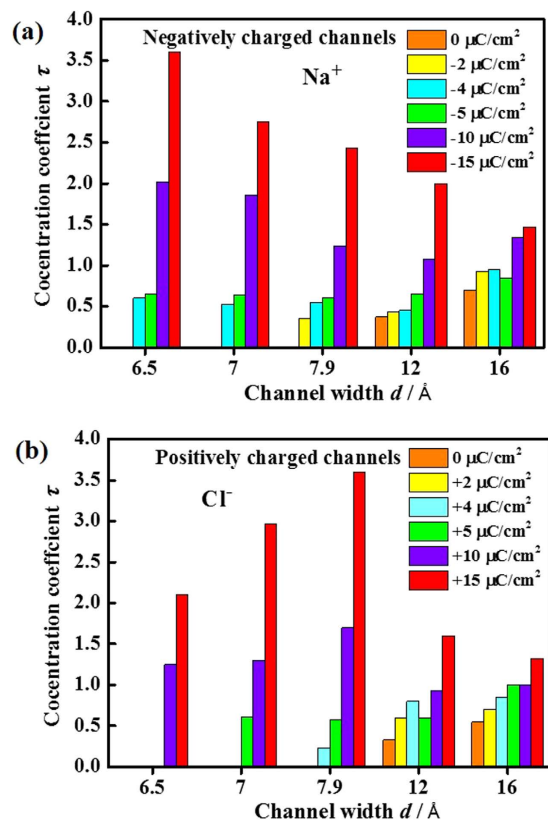 (a)
Negatively charged channels
Na⁺
0 μC/cm²
-2 μC/cm²
-4 μC/cm²
-5 μC/cm²
-10 μC/cm²
-15 μC/cm²
Cocentration coeffcient τ
4.0
3.5
3.0
2.5
2.0
1.5
1.0
0.5
0.0
6.5 7 7.9 12 16
Channel width d / Å
(b)
Positively charged channels
Cl⁻
0 μC/cm²
+2 μC/cm²
+4 μC/cm²
+5 μC/cm²
+10 μC/cm²
+15 μC/cm²
Cocentration coeffcient τ
4.0
3.5
3.0
2.5
2.0
1.5
1.0
0.5
0.0
6.5 7 7.9 12 16
Channel width d / Å